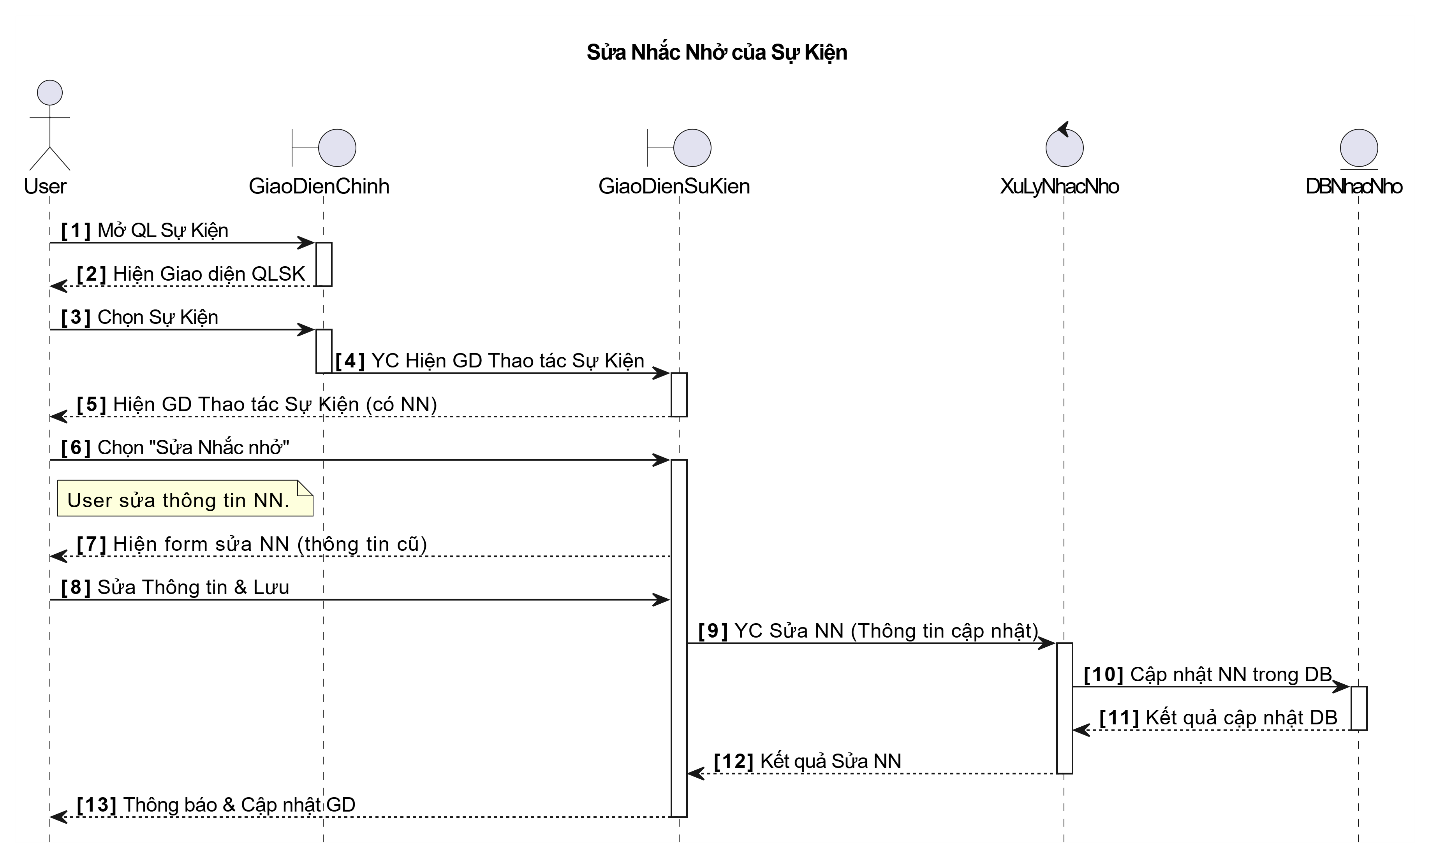 Sửa Nhắc Nhở của Sự Kiện
User
GiaoDienChinh
GiaoDienSuKien
XuLyNhacNho
DBNhacNho
[1] Mở QL Sự Kiện
[2] Hiện Giao diện QLSK
[3] Chọn Sự Kiện
[4] YC Hiện GD Thao tác Sự Kiện
[5] Hiện GD Thao tác Sự Kiện (có NN)
[6] Chọn "Sửa Nhắc nhở"
User sửa thông tin NN.
[7] Hiện form sửa NN (thông tin cũ)
[8] Sửa Thông tin & Lưu
[9] YC Sửa NN (Thông tin cập nhật)
[10] Cập nhật NN trong DB
[11] Kết quả cập nhật DB
[12] Kết quả Sửa NN
[13] Thông báo & Cập nhật GD